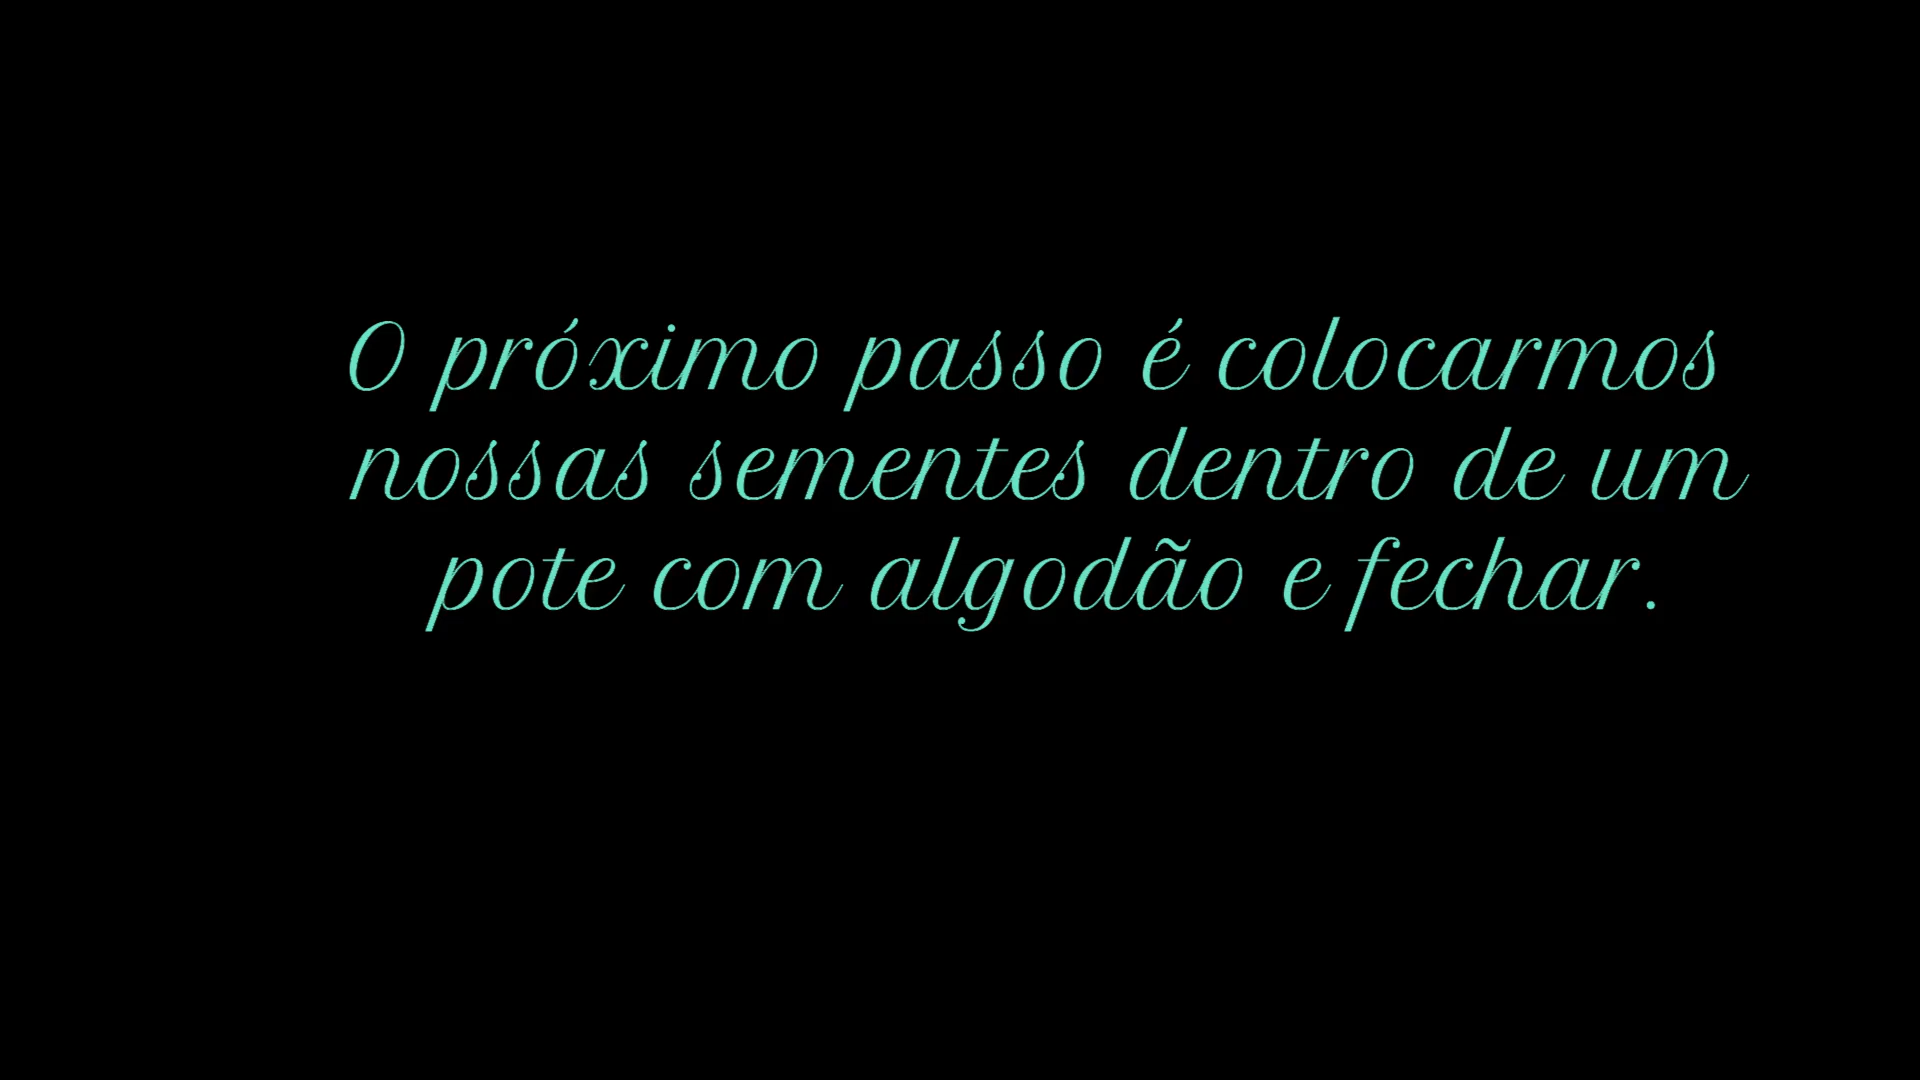 O próximo passo é colocarmos
nossas sementes dentro de um
pote com algodão e fechar.